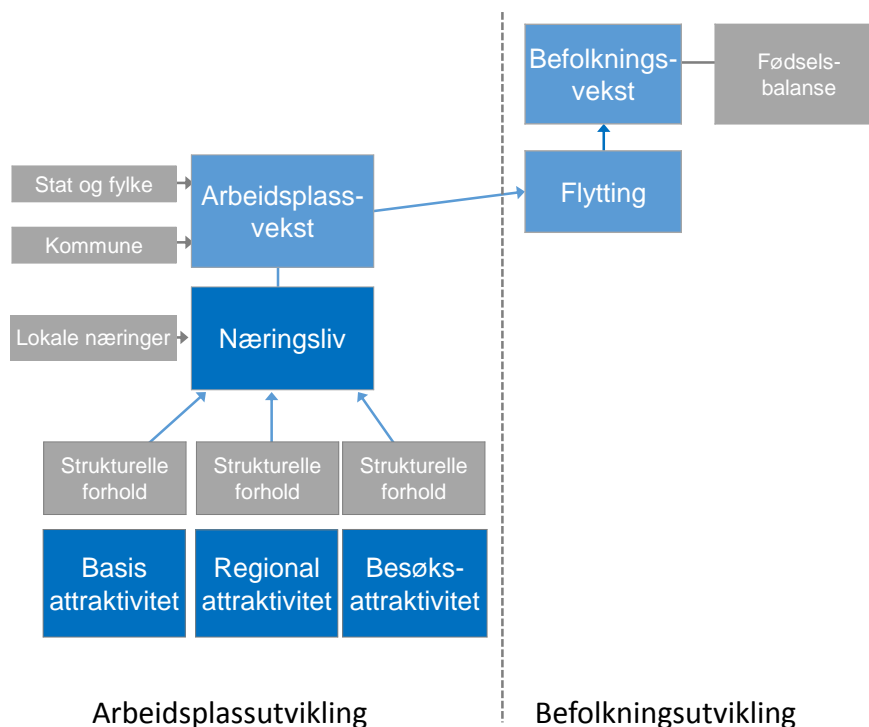 Befolknings-
vekst
Fødsels-
balanse
Stat og fylke
Arbeidsplass-
vekst
Flytting
Kommune
Lokale næringer
Næringsliv
Strukturelle
forhold
Strukturelle
forhold
Strukturelle
forhold
Basis
attraktivitet
Regional
attraktivitet
Besøks-
attraktivitet
Arbeidsplassutvikling
Befolkningsutvikling